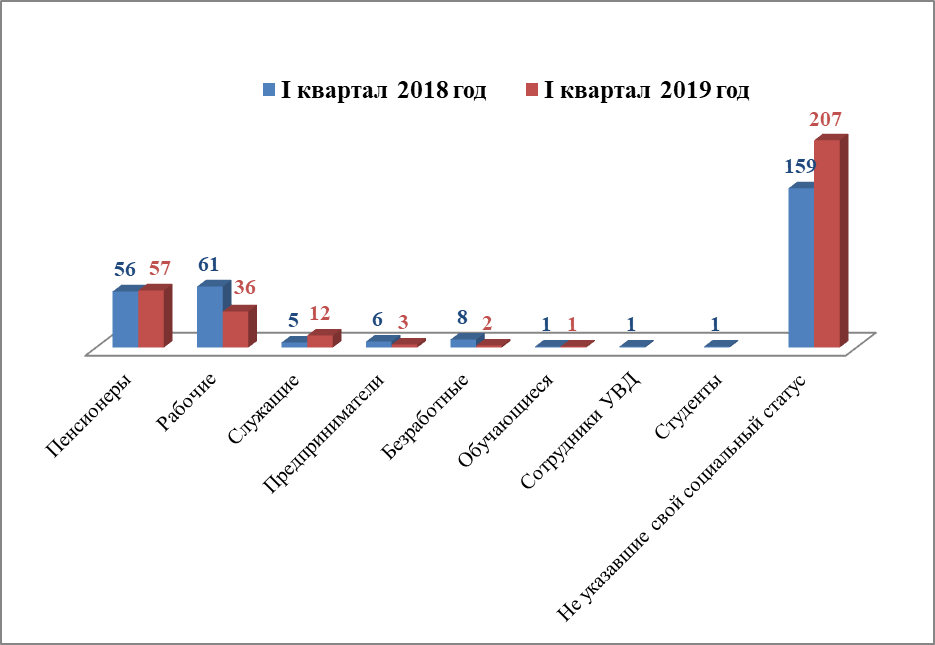 I квартал 2018 год
I квартал 2019 год
207
159
56
57
61
36
5
12
6
3
8
2
1
1
1
1
Пенсионеры
Рабочие
Служащие
Предприниматели
Безработные
Обучающиеся
Сотрудники УВД
Студенты
Не указавшие свой социальный статус